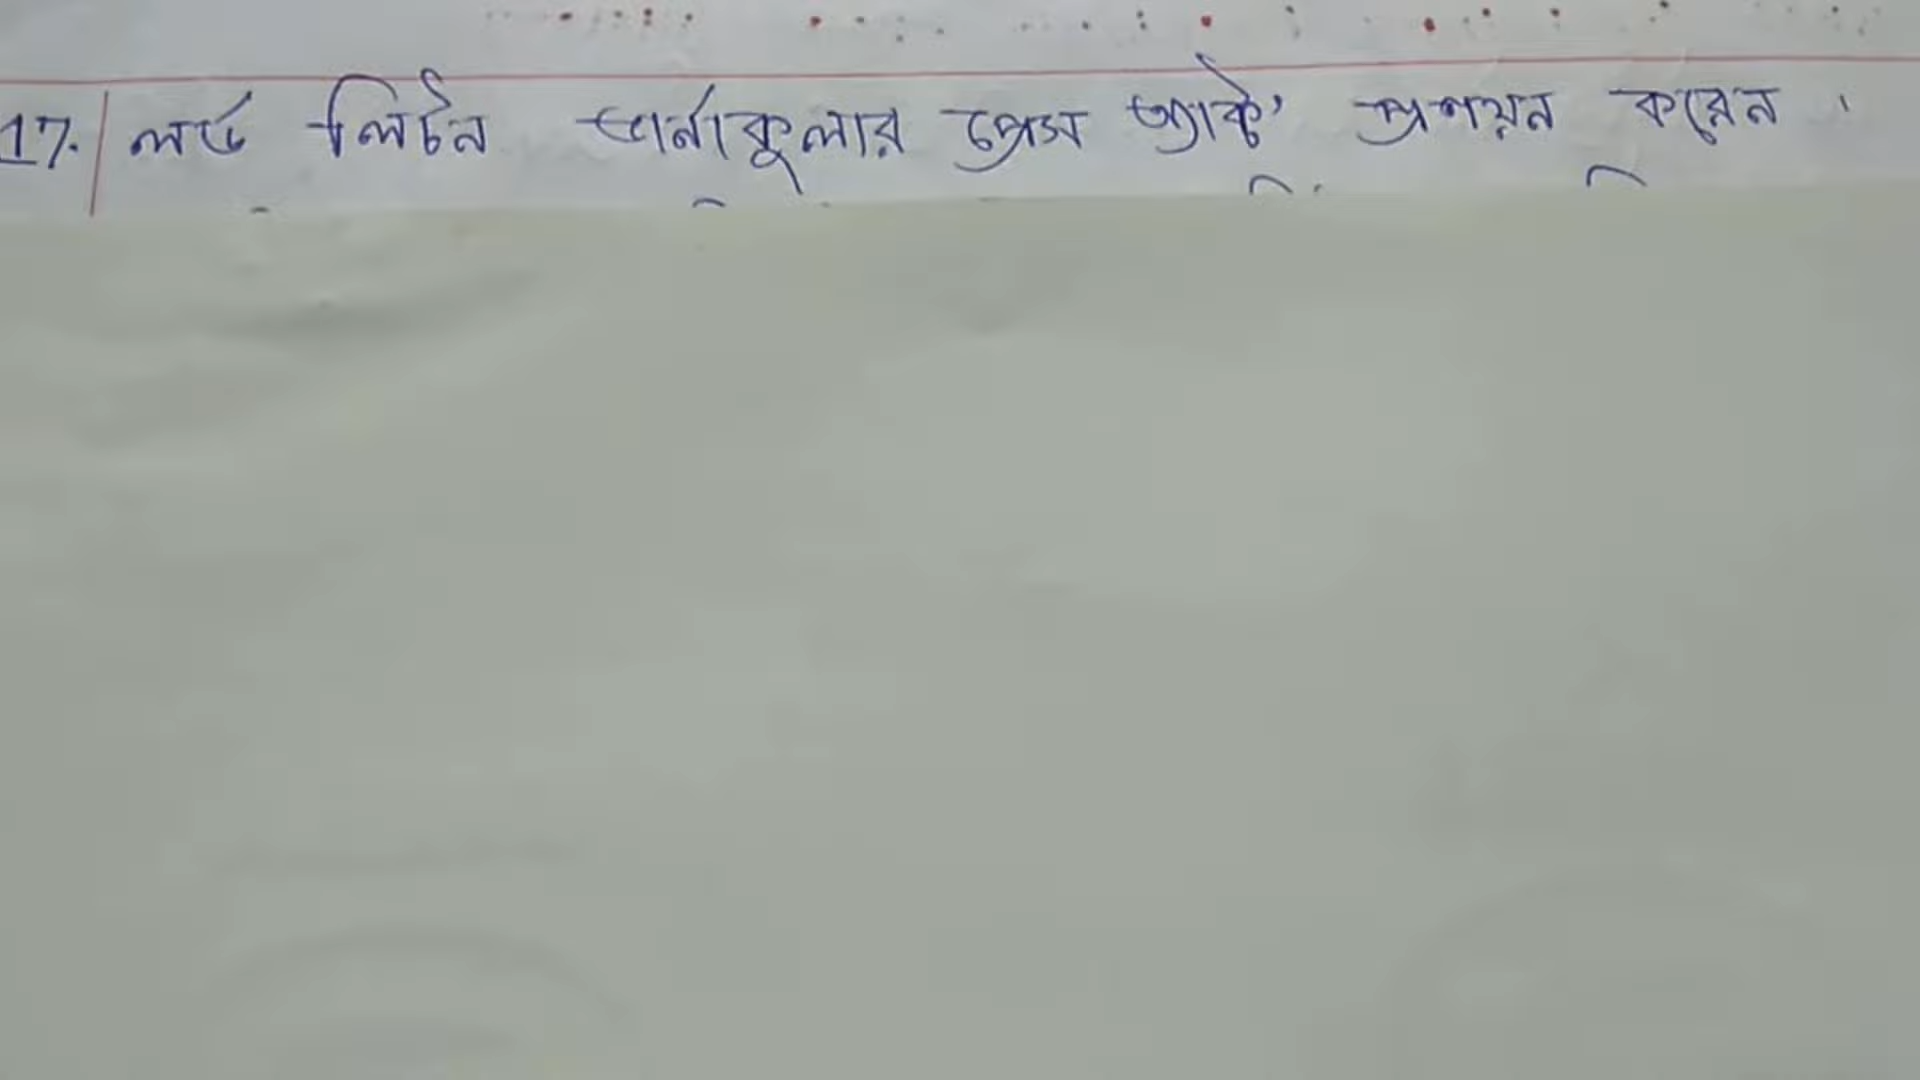 17. লর্ড লিটন ভার্নাকুলার প্রেস অ্যাক্ট' প্রণয়ন করেন ।